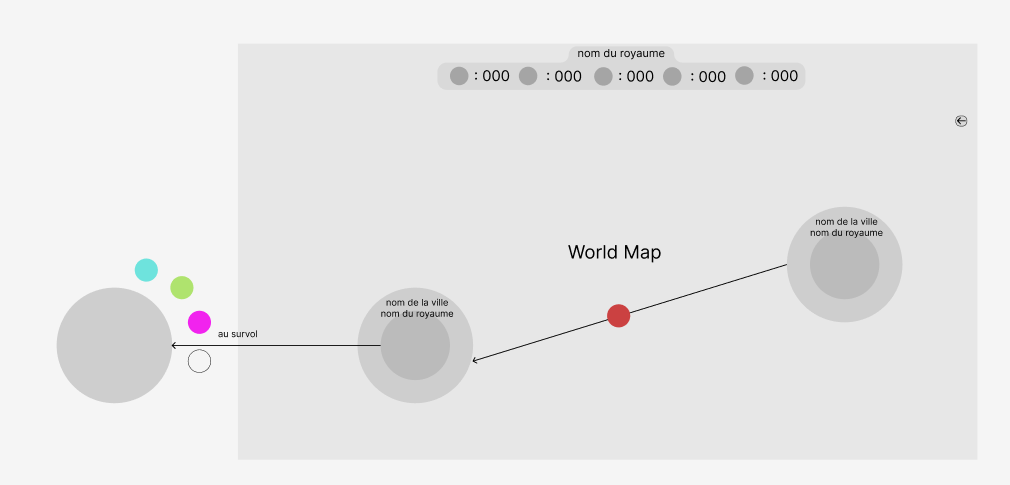 nom du royaume
: 000 : 000 : 000 : 000 : 000
nom de la ville
nom du royaume
World Map
nom de la ville
nom du royaume
au survol